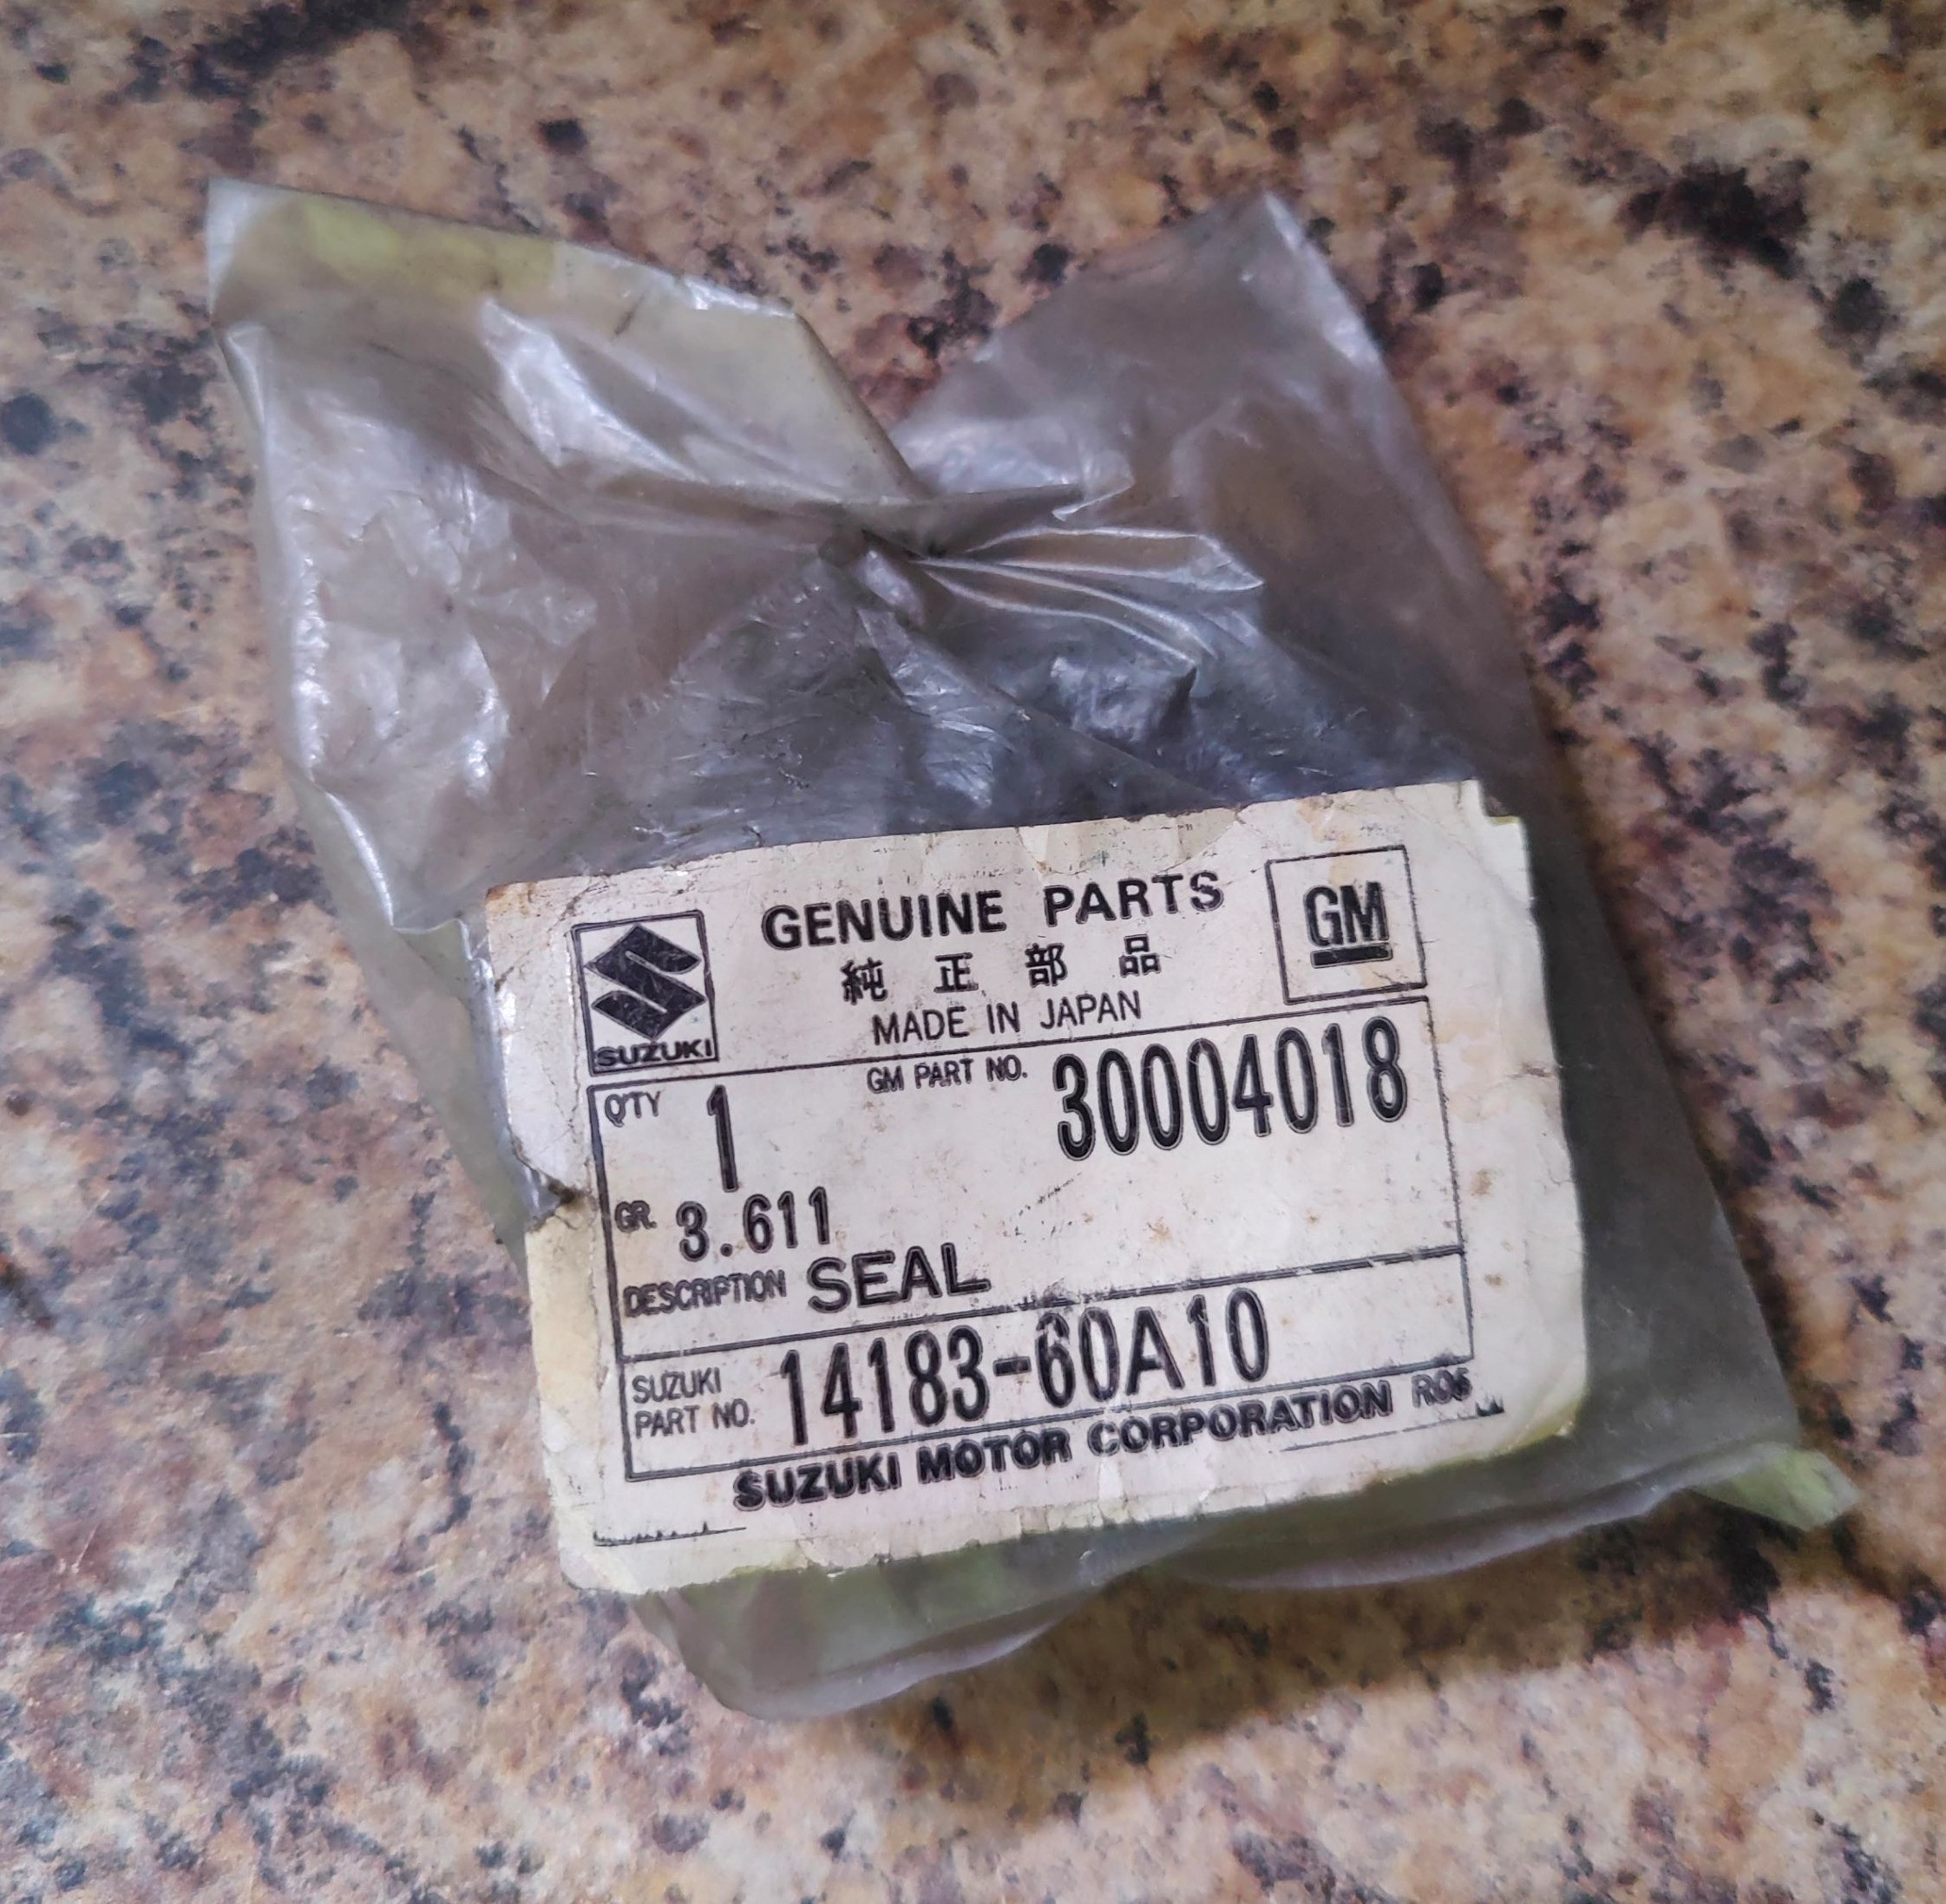 GENUINE PARTS
GM
純正部品
SUZUKI
MADE IN JAPAN
QTY 1
GM PART NO. 30004018
GR. 3.611
DESCRIPTION SEAL
SUZUKI
PART NO. 14183-60A10
SUZUKI MOTOR CORPORATION R06